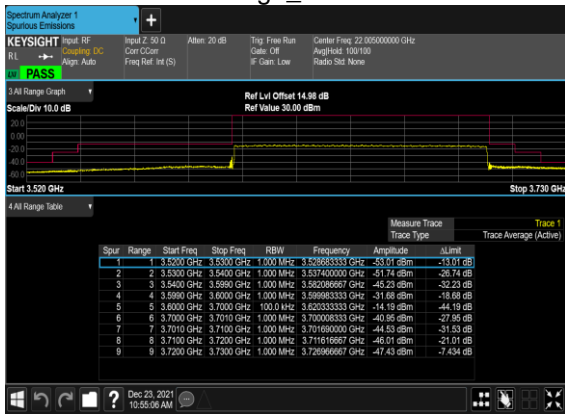 Spectrum Analyzer 1
Spurious Emissions
KEYSIGHT Input: RF Input Z: 50 Ω Atten: 20 dB Trig: Free Run Center Freq: 22.005000000 GHz
RL Coupling: DC Corr CCorr Gate: Off Avg|Hold: 100/100
Align: Auto Freq Ref: Int (S) IF Gain: Low Radio Std: None
PASS
3 All Range Graph
Ref Lvl Offset 14.98 dB
Scale/Div 10.0 dB Ref Value 30.00 dBm
20.0
0.00
-20.0
-40.0
-60.0
Start 3.520 GHz Stop 3.730 GHz
4 All Range Table
Measure Trace Trace 1
Trace Type Trace Average (Active)
Spur Range Start Freq Stop Freq RBW Frequency Amplitude ΔLimit
1 1 3.5200 GHz 3.5300 GHz 1.000 MHz 3.528683333 GHz -53.01 dBm -13.01 dB
2 2 3.5300 GHz 3.5400 GHz 1.000 MHz 3.537400000 GHz -51.74 dBm -26.74 dB
3 3 3.5400 GHz 3.5990 GHz 1.000 MHz 3.582086667 GHz -45.23 dBm -32.23 dB
4 4 3.5990 GHz 3.6000 GHz 1.000 MHz 3.599983333 GHz -31.68 dBm -18.68 dB
5 5 3.6000 GHz 3.7000 GHz 100.0 kHz 3.620333333 GHz -14.19 dBm -44.19 dB
6 6 3.7000 GHz 3.7010 GHz 1.000 MHz 3.700008333 GHz -40.95 dBm -27.95 dB
7 7 3.7010 GHz 3.7100 GHz 1.000 MHz 3.701690000 GHz -44.53 dBm -31.53 dB
8 8 3.7100 GHz 3.7200 GHz 1.000 MHz 3.711616667 GHz -46.01 dBm -21.01 dB
9 9 3.7200 GHz 3.7300 GHz 1.000 MHz 3.726966667 GHz -47.43 dBm -7.434 dB
Dec 23, 2021
10:55:06 AM